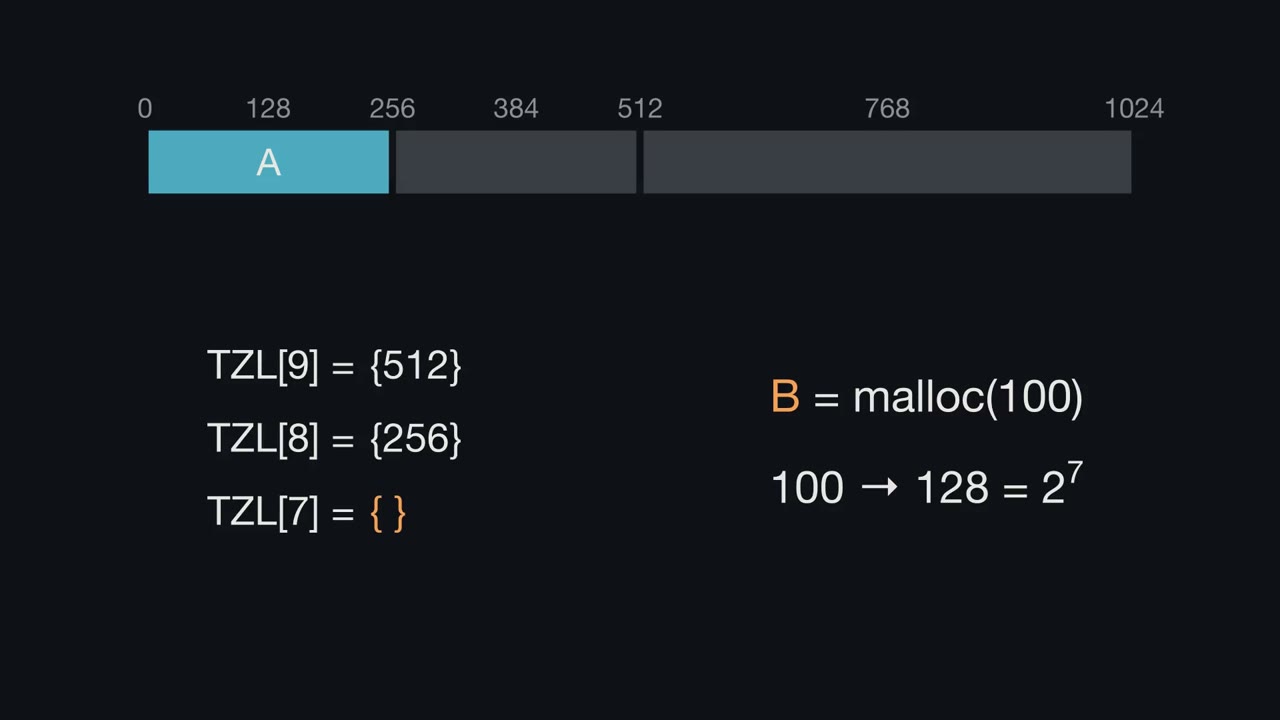 0 128 256 384 512 768 1024
A
TZL[9] = {512}
TZL[8] = {256}
TZL[7] = { }
B = malloc(100)
100 → 128 = 2⁷